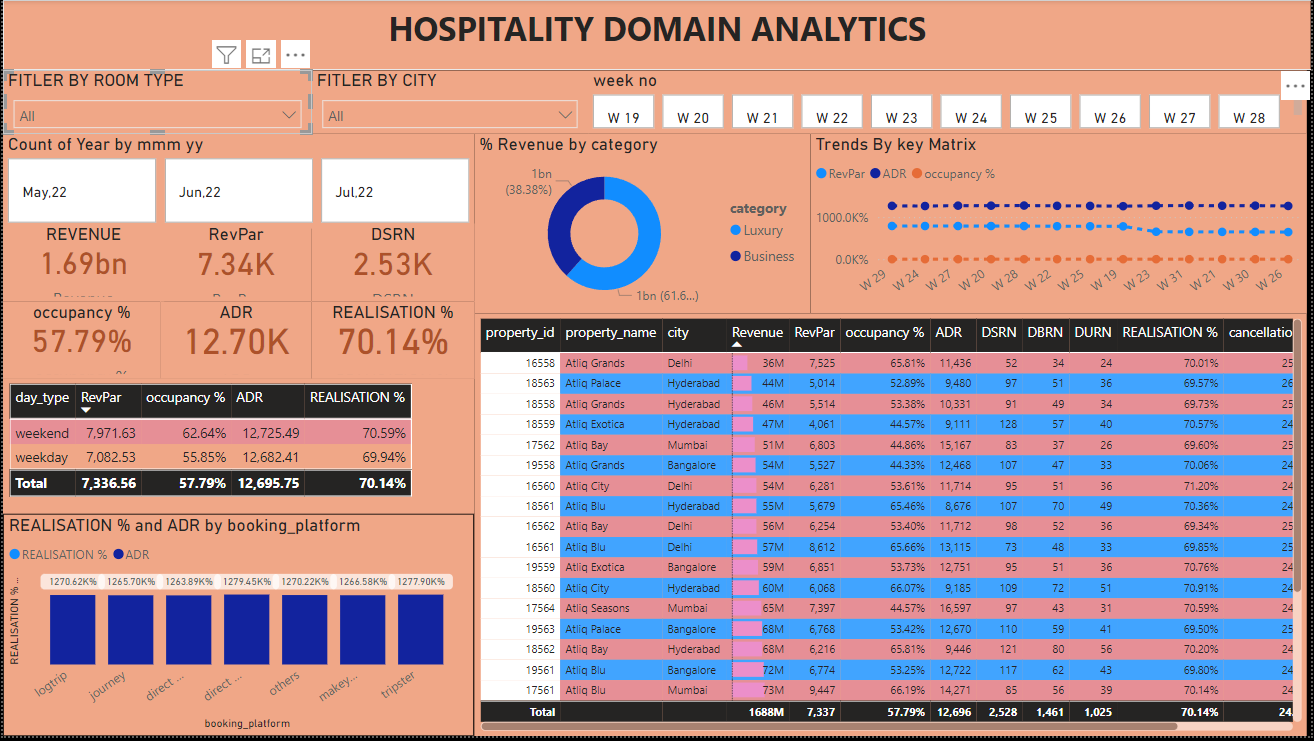 HOSPITALITY DOMAIN ANALYTICS
FITLER BY ROOM TYPE
All
FITLER BY CITY
All
week no
W 19 W 20 W 21 W 22 W 23 W 24 W 25 W 26 W 27 W 28
Count of Year by mmm yy
May,22 Jun,22 Jul,22
REVENUE
1.69bn
RevPar
7.34K
DSRN
2.53K
occupancy %
57.79%
ADR
12.70K
REALISATION %
70.14%
day_type RevPar occupancy % ADR REALISATION %
weekend 7,971.63 62.64% 12,725.49 70.59%
weekday 7,082.53 55.85% 12,682.41 69.94%
Total 7,336.56 57.79% 12,695.75 70.14%
REALISATION % and ADR by booking_platform
REALISATION % ADR
REALISATION % ...
1270.62K% 1265.70K% 1263.89K% 1279.45K% 1270.22K% 1266.58K% 1277.90K%
logtrip journey direct ... direct ... others makey... tripster
booking_platform
% Revenue by category
1bn
(38.38%)
1bn (61.6...)
category
Luxury
Business
Trends By key Matrix
RevPar ADR occupancy %
1000.0K%
0.0K%
W 29 W 24 W 27 W 20 W 28 W 22 W 25 W 19 W 23 W 31 W 21 W 30 W 26
property_id property_name city Revenue RevPar occupancy % ADR DSRN DBRN DURN REALISATION % cancellatio
16558 Atliq Grands Delhi 36M 7,525 65.81% 11,436 52 34 24 70.01% 25
18563 Atliq Palace Hyderabad 44M 5,014 52.89% 9,480 97 51 36 69.57% 26
18558 Atliq Grands Hyderabad 46M 5,514 53.38% 10,331 91 49 34 69.73% 25
18559 Atliq Exotica Hyderabad 47M 4,061 44.57% 9,111 128 57 40 70.57% 24
17562 Atliq Bay Mumbai 51M 6,803 44.86% 15,167 83 37 26 69.60% 25
19558 Atliq Grands Bangalore 54M 5,527 44.33% 12,468 107 47 33 70.06% 24
16560 Atliq City Delhi 54M 6,281 53.61% 11,714 95 51 36 71.20% 24
18561 Atliq Blu Hyderabad 55M 5,679 65.46% 8,676 107 70 49 70.36% 24
16562 Atliq Bay Delhi 56M 6,254 53.40% 11,712 98 52 36 69.34% 25
16561 Atliq Blu Delhi 57M 8,612 65.66% 13,115 73 48 33 69.85% 25
19559 Atliq Exotica Bangalore 59M 6,851 53.73% 12,751 95 51 36 70.76% 24
18560 Atliq City Hyderabad 60M 6,068 66.07% 9,185 109 72 51 70.91% 24
17564 Atliq Seasons Mumbai 65M 7,397 44.57% 16,597 97 43 31 70.59% 24
19563 Atliq Palace Bangalore 68M 6,768 53.42% 12,670 110 59 41 69.50% 25
18562 Atliq Bay Hyderabad 68M 6,216 65.81% 9,446 121 80 56 70.20% 24
19561 Atliq Blu Bangalore 72M 6,774 53.25% 12,722 117 62 43 69.80% 25
17561 Atliq Blu Mumbai 73M 9,447 66.19% 14,271 85 56 39 70.14% 24
Total 1688M 7,337 57.79% 12,696 2,528 1,461 1,025 70.14% 24.